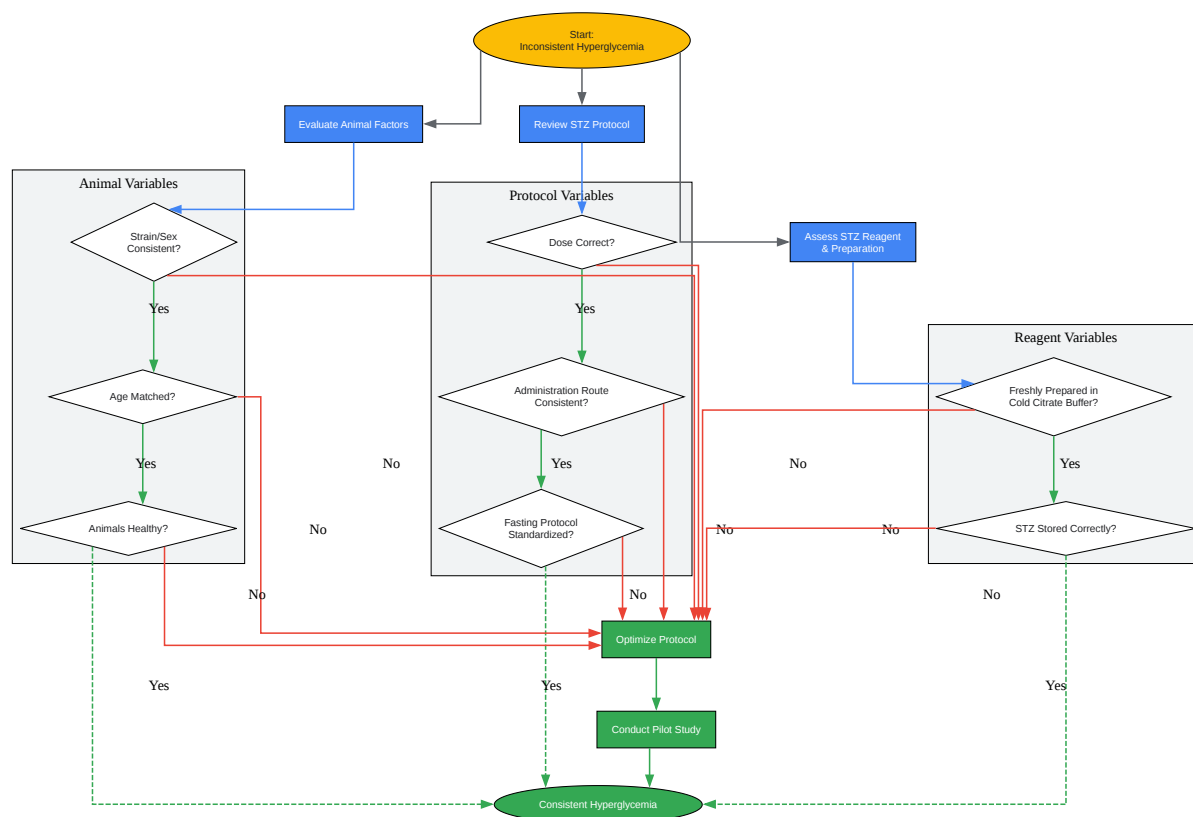 Start:
Inconsistent Hyperglycemia
Evaluate Animal Factors
Review STZ Protocol
Animal Variables
Protocol Variables
Strain/Sex
Consistent?
Dose Correct?
Assess STZ Reagent
& Preparation
Yes
Yes
Reagent Variables
Age Matched?
Administration Route
Consistent?
Freshly Prepared in
Cold Citrate Buffer?
Yes
No
Yes
No
Yes
Animals Healthy?
No
Fasting Protocol
Standardized?
No
No
STZ Stored Correctly?
No
No
No
Optimize Protocol
Yes
Yes
Yes
Conduct Pilot Study
Consistent Hyperglycemia